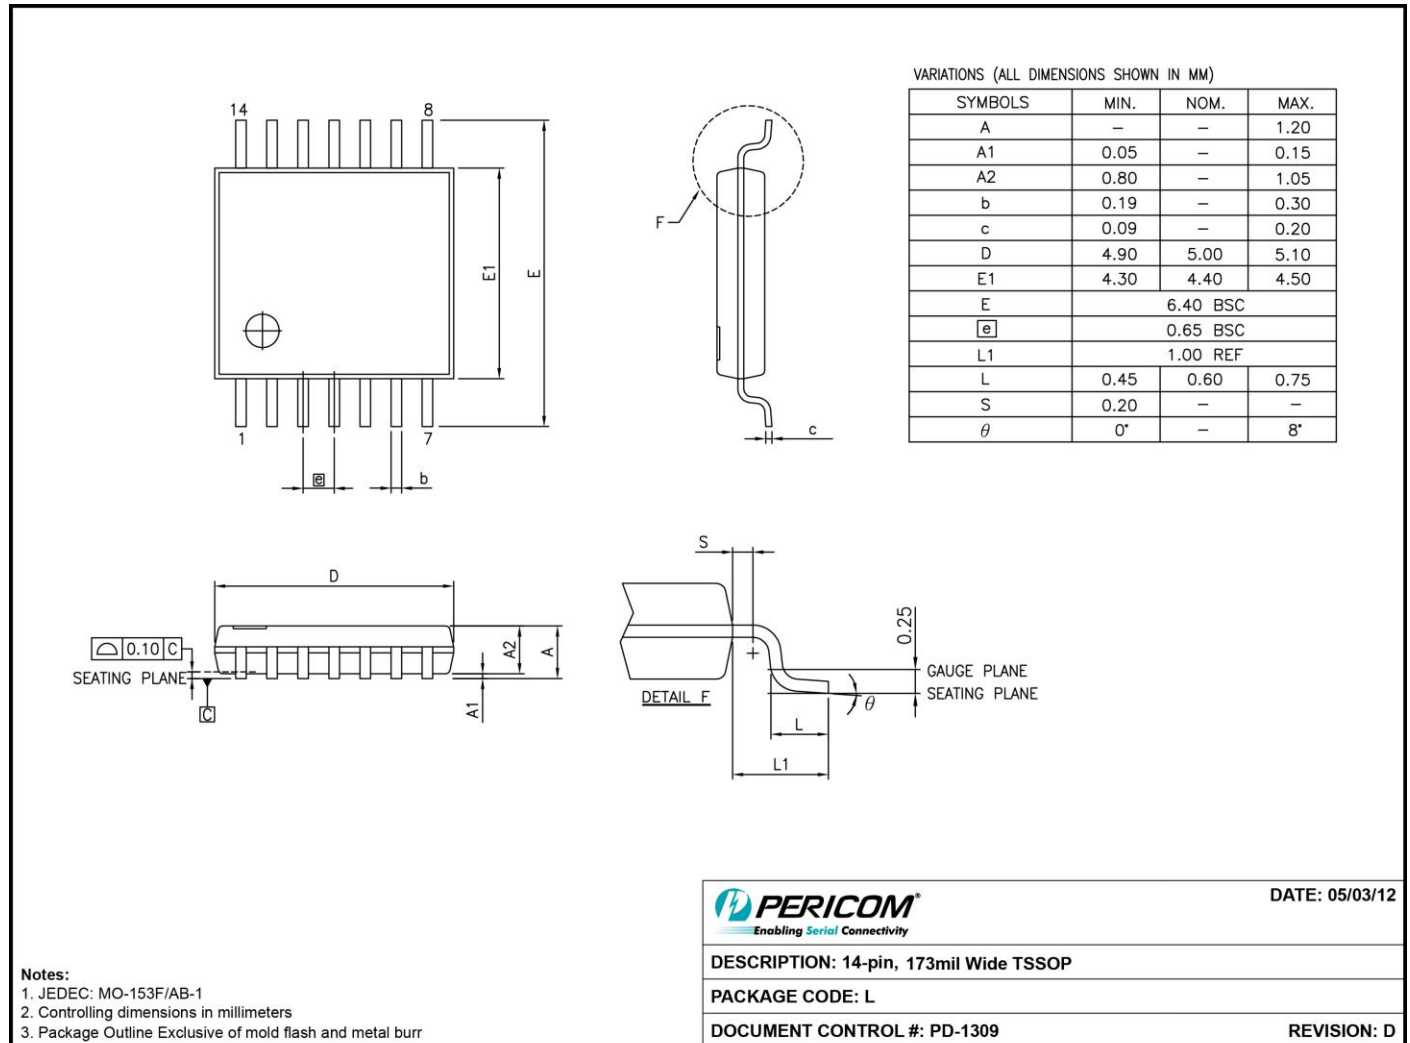 VARIATIONS (ALL DIMENSIONS SHOWN IN MM)
SYMBOLS MIN. NOM. MAX.
A – – 1.20
A1 0.05 – 0.15
A2 0.80 – 1.05
b 0.19 – 0.30
c 0.09 – 0.20
D 4.90 5.00 5.10
E1 4.30 4.40 4.50
E 6.40 BSC
e 0.65 BSC
L1 1.00 REF
L 0.45 0.60 0.75
S 0.20 – –
θ 0° – 8°
14 8
E1
E
1 7
e
b
F
c
D
0.10 C
SEATING PLANE
C
A2
A
A1
S
0.25
GAUGE PLANE
SEATING PLANE
DETAIL F
θ
L
L1
PERICOM®
Enabling Serial Connectivity
DATE: 05/03/12
DESCRIPTION: 14-pin, 173mil Wide TSSOP
PACKAGE CODE: L
DOCUMENT CONTROL #: PD-1309
REVISION: D
Notes:
1. JEDEC: MO-153F/AB-1
2. Controlling dimensions in millimeters
3. Package Outline Exclusive of mold flash and metal burr